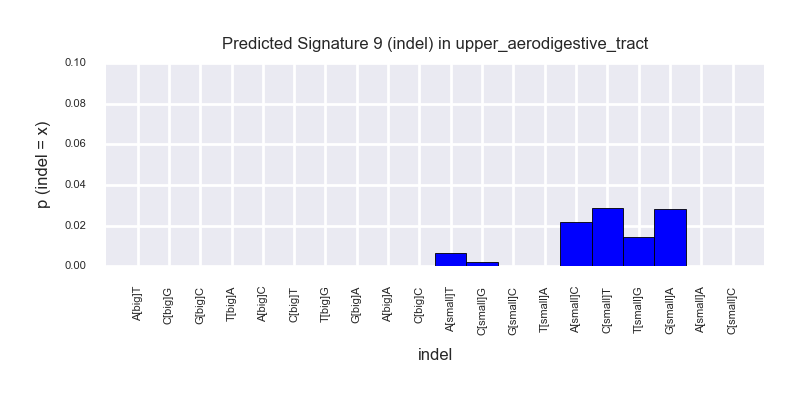 Predicted Signature 9 (indel) in upper_aerodigestive_tract
0.10
0.08
0.06
0.04
0.02
0.00
p (indel = x)
A[big]T
C[big]G
G[big]C
T[big]A
A[big]C
C[big]T
T[big]G
G[big]A
A[big]A
C[big]C
A[small]T
C[small]G
G[small]C
T[small]A
A[small]C
C[small]T
T[small]G
G[small]A
A[small]A
C[small]C
indel